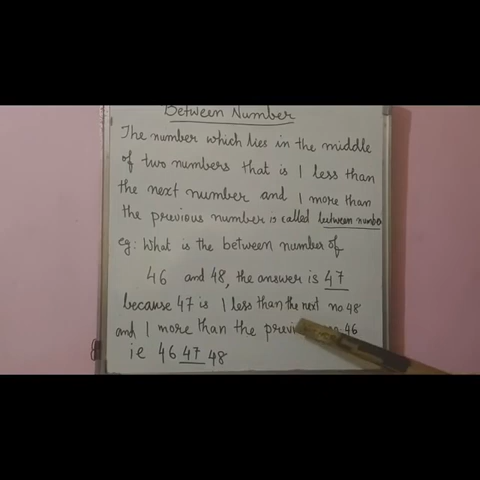 Between Number
The number which lies in the middle
of two numbers that is 1 less than
the next number and 1 more than
the previous number is called between number
eg: What is the between number of
46 and 48, the answer is 47
because 47 is 1 less than the next no 48
and 1 more than the 46
ie 46 47 48